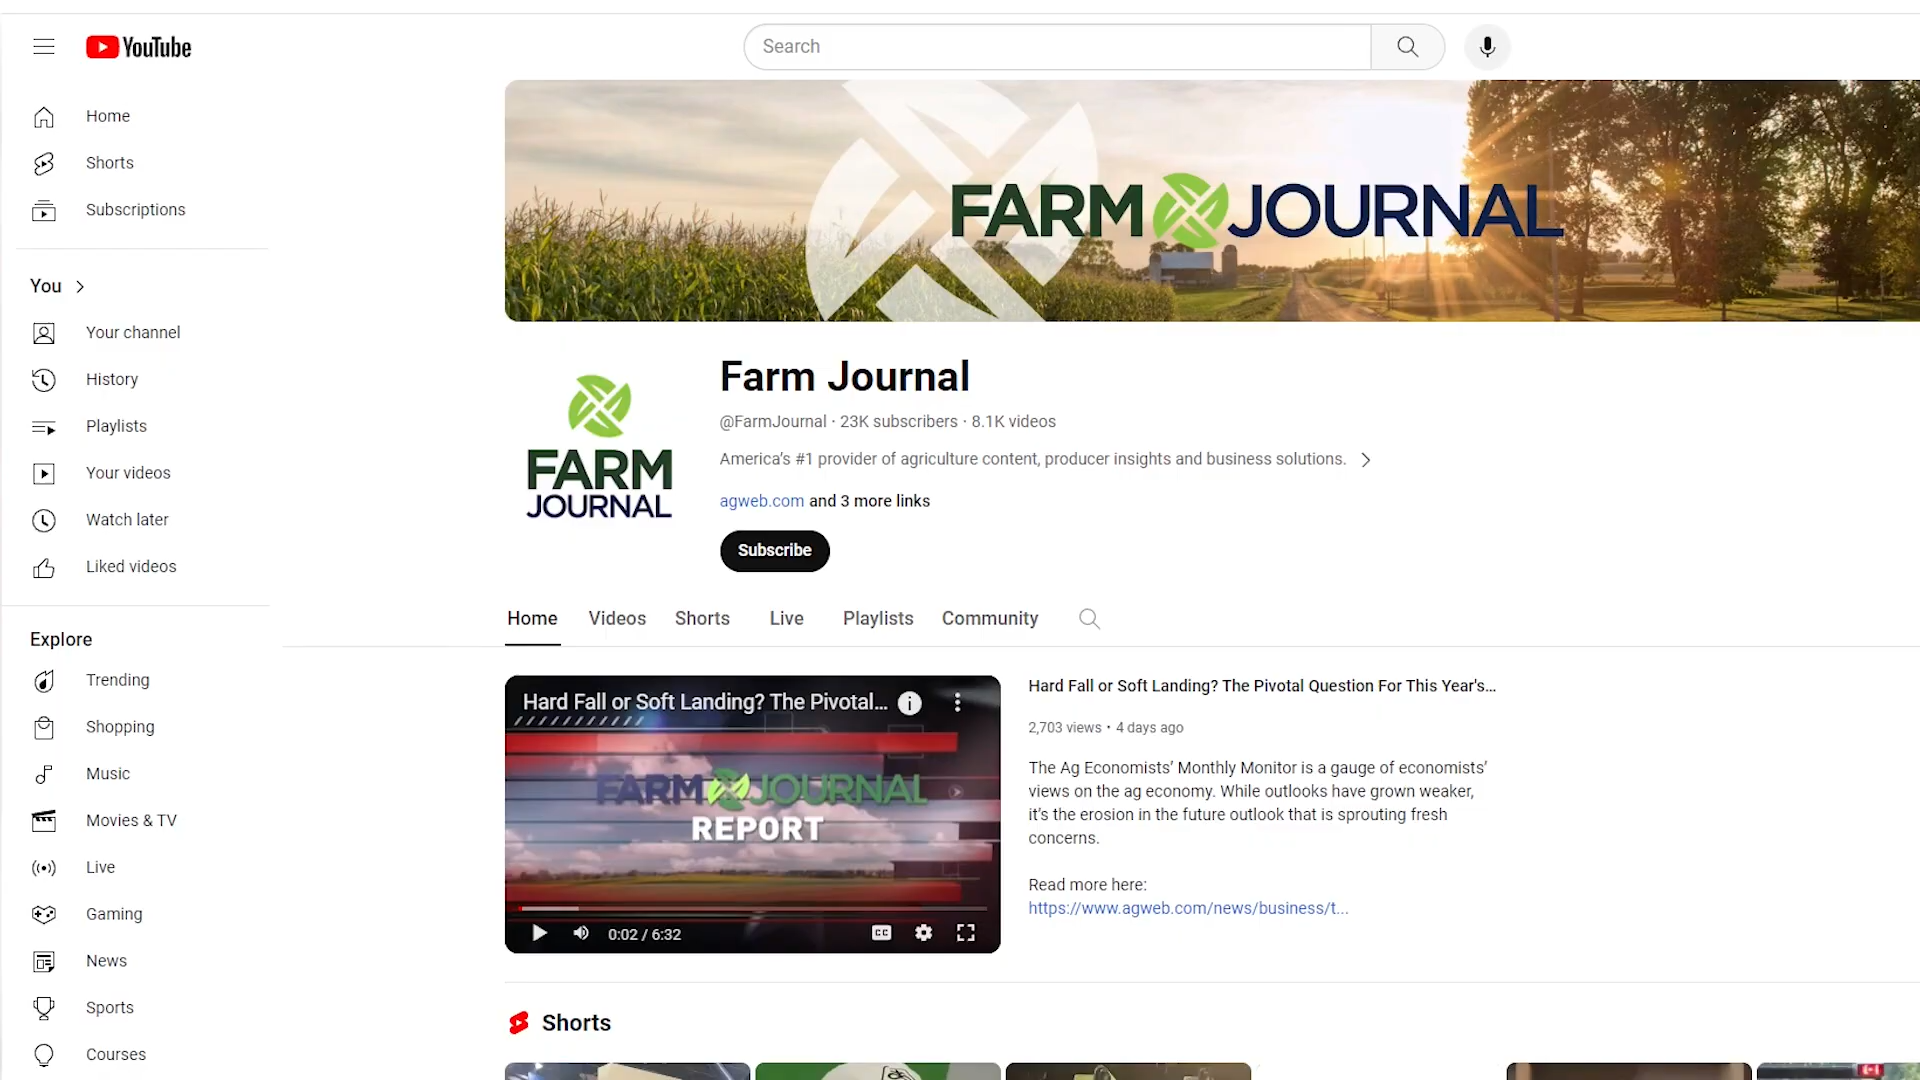 YouTube
Search
Home
Shorts
Subscriptions
You
Your channel
History
Playlists
Your videos
Watch later
Liked videos
Explore
Trending
Shopping
Music
Movies & TV
Live
Gaming
News
Sports
Courses
FARM JOURNAL
FARM
JOURNAL
Farm Journal
@FarmJournal · 23K subscribers · 8.1K videos
America's #1 provider of agriculture content, producer insights and business solutions.
agweb.com and 3 more links
Subscribe
Home Videos Shorts Live Playlists Community
Hard Fall or Soft Landing? The Pivotal...
FARM JOURNAL
REPORT
0:02 / 6:32
CC
Hard Fall or Soft Landing? The Pivotal Question For This Year's...
2,703 views • 4 days ago
The Ag Economists' Monthly Monitor is a gauge of economists'
views on the ag economy. While outlooks have grown weaker,
it's the erosion in the future outlook that is sprouting fresh
concerns.
Read more here:
https://www.agweb.com/news/business/t...
Shorts